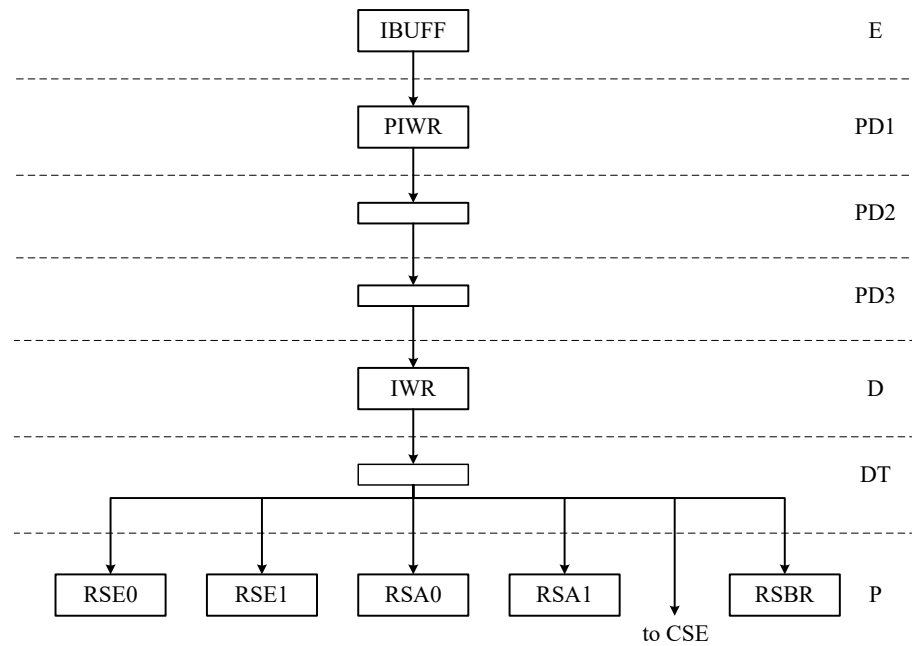 IBUFF E
PIWR PD1
PD2
PD3
IWR D
DT
RSE0 RSE1 RSA0 RSA1 RSBR P
to CSE